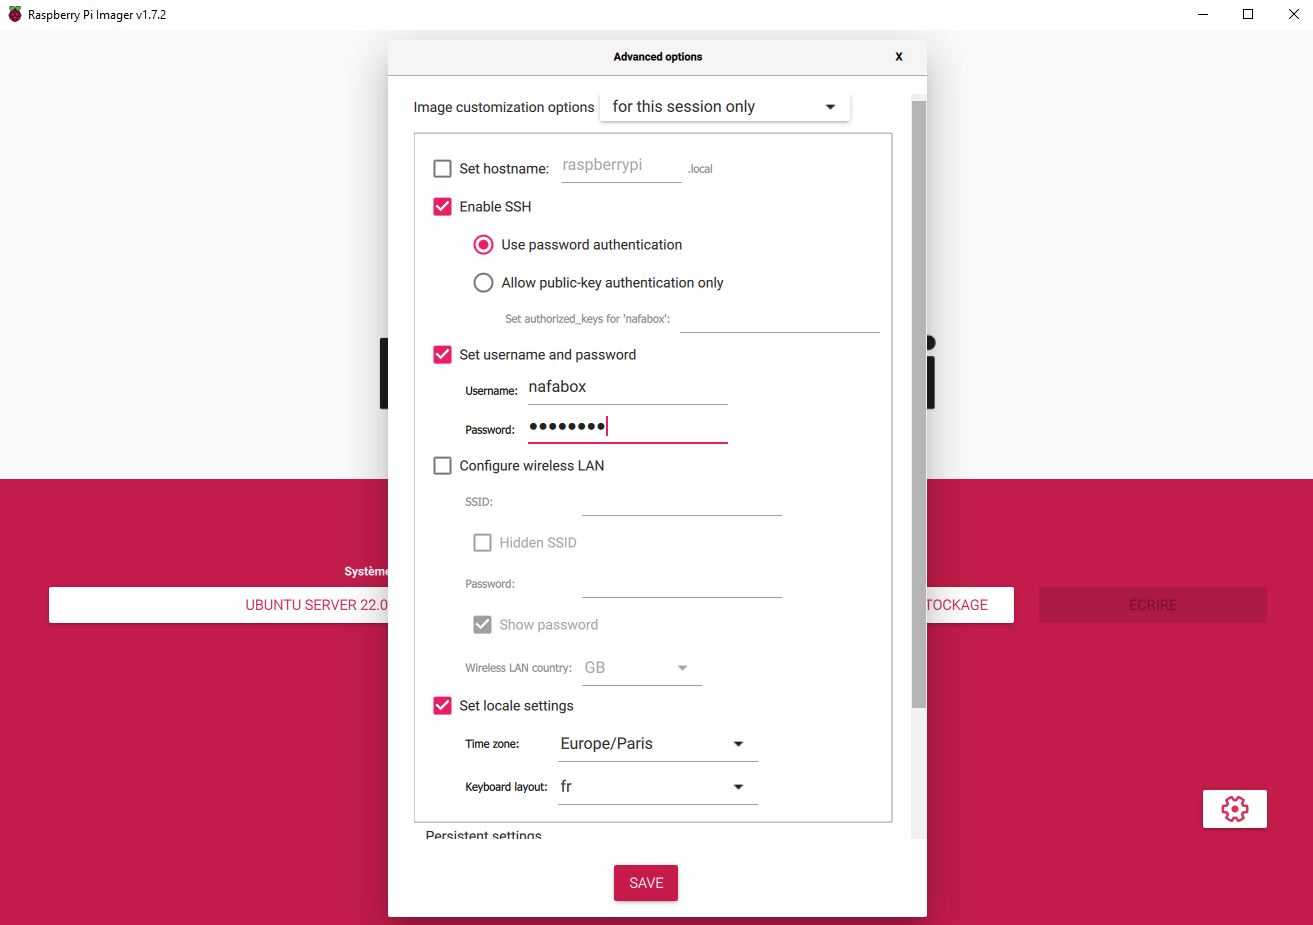 Raspberry Pi Imager v1.7.2
Advanced options X
Image customization options for this session only
Set hostname: raspberrypi .local
Enable SSH
Use password authentication
Allow public-key authentication only
Set authorized_keys for 'nafabox':
Set username and password
Username: nafabox
Password: ••••••••
Configure wireless LAN
SSID:
Hidden SSID
Password:
Show password
Wireless LAN country: GB
Set locale settings
Time zone: Europe/Paris
Keyboard layout: fr
Persistent settings
SAVE
Système
UBUNTU SERVER 22.0 TOCKAGE ÉCRIRE